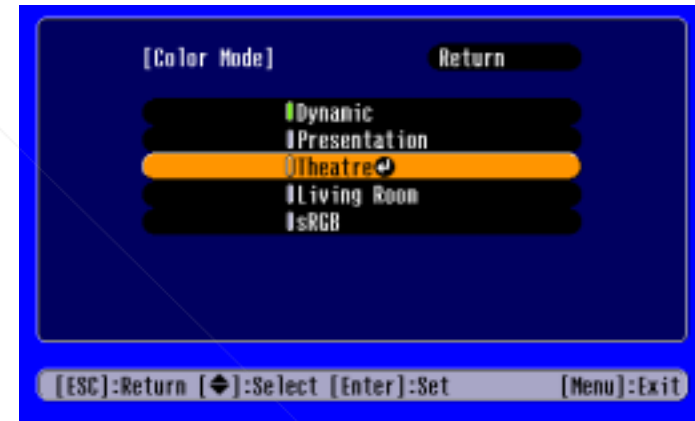 [Color Mode] Return
Dynamic
Presentation
Theatre
Living Room
sRGB
[ESC]:Return [◆]:Select [Enter]:Set [Menu]:Exit